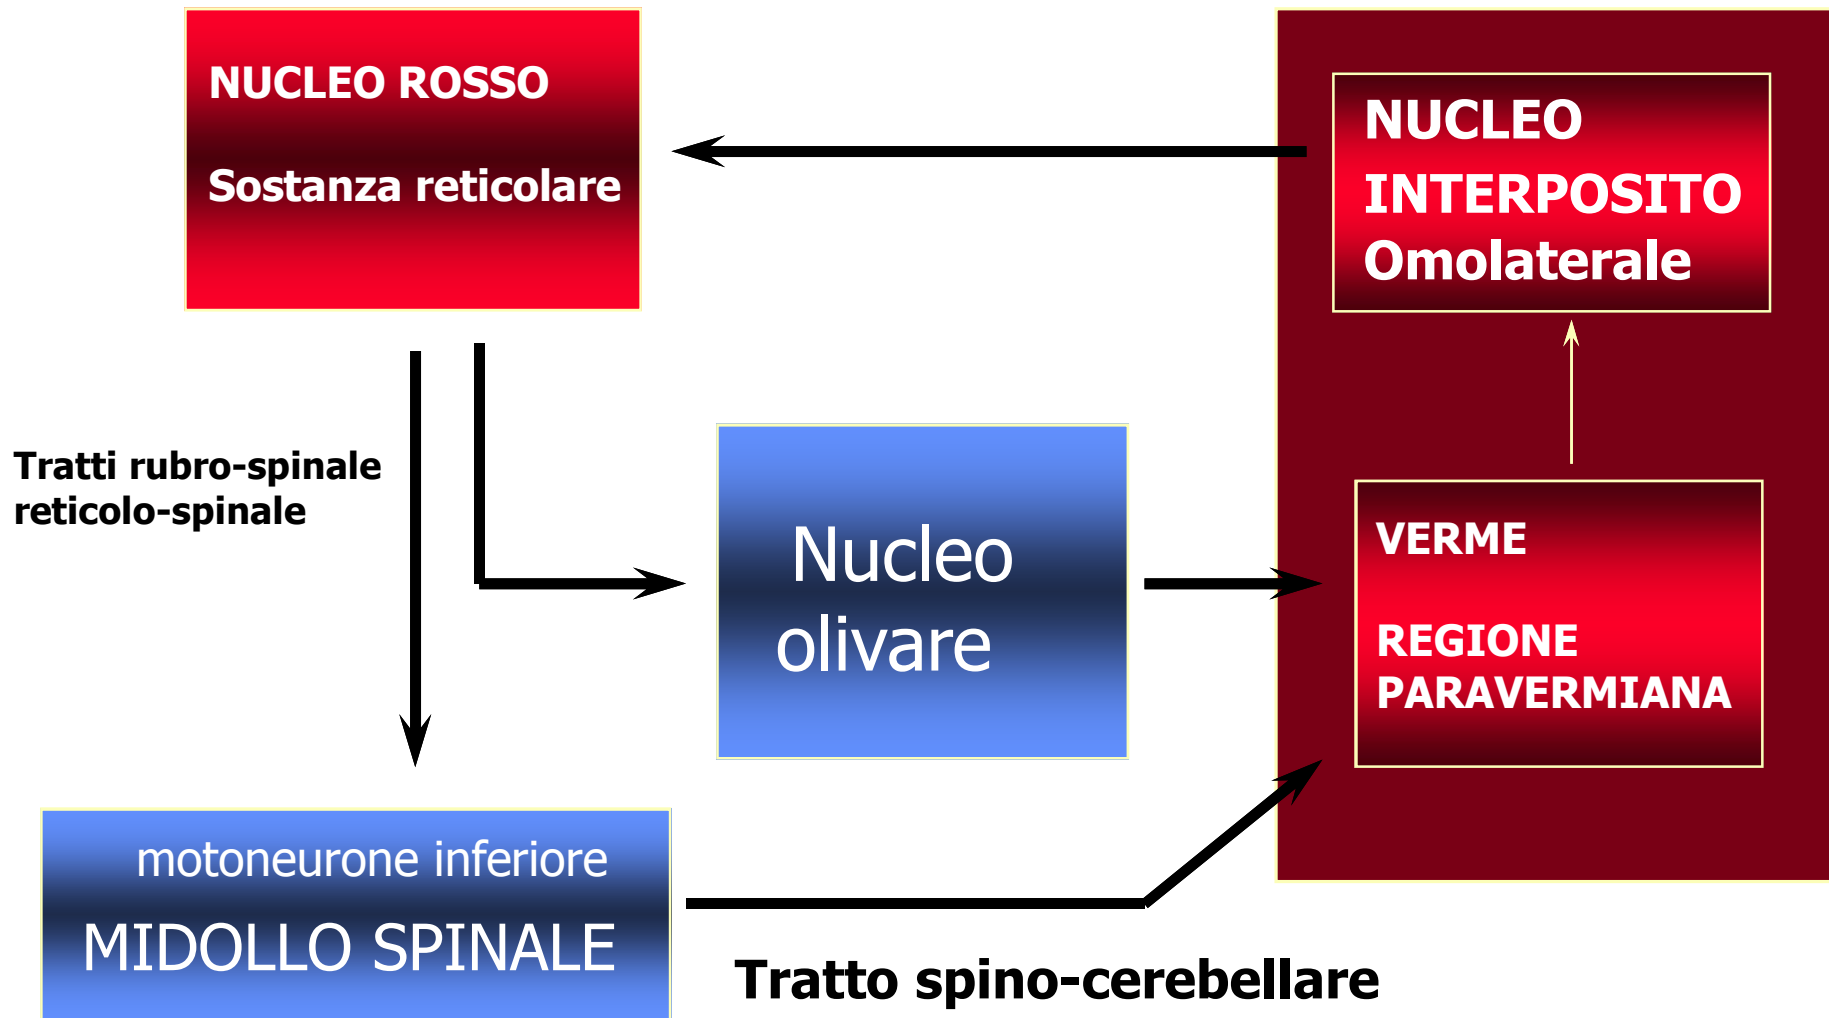 NUCLEO ROSSO
Sostanza reticolare
NUCLEO
INTERPOSITO
Omolaterale
Tratti rubro-spinale
reticolo-spinale
Nucleo
olivare
VERME
REGIONE
PARAVERMIANA
motoneurone inferiore
MIDOLLO SPINALE
Tratto spino-cerebellare